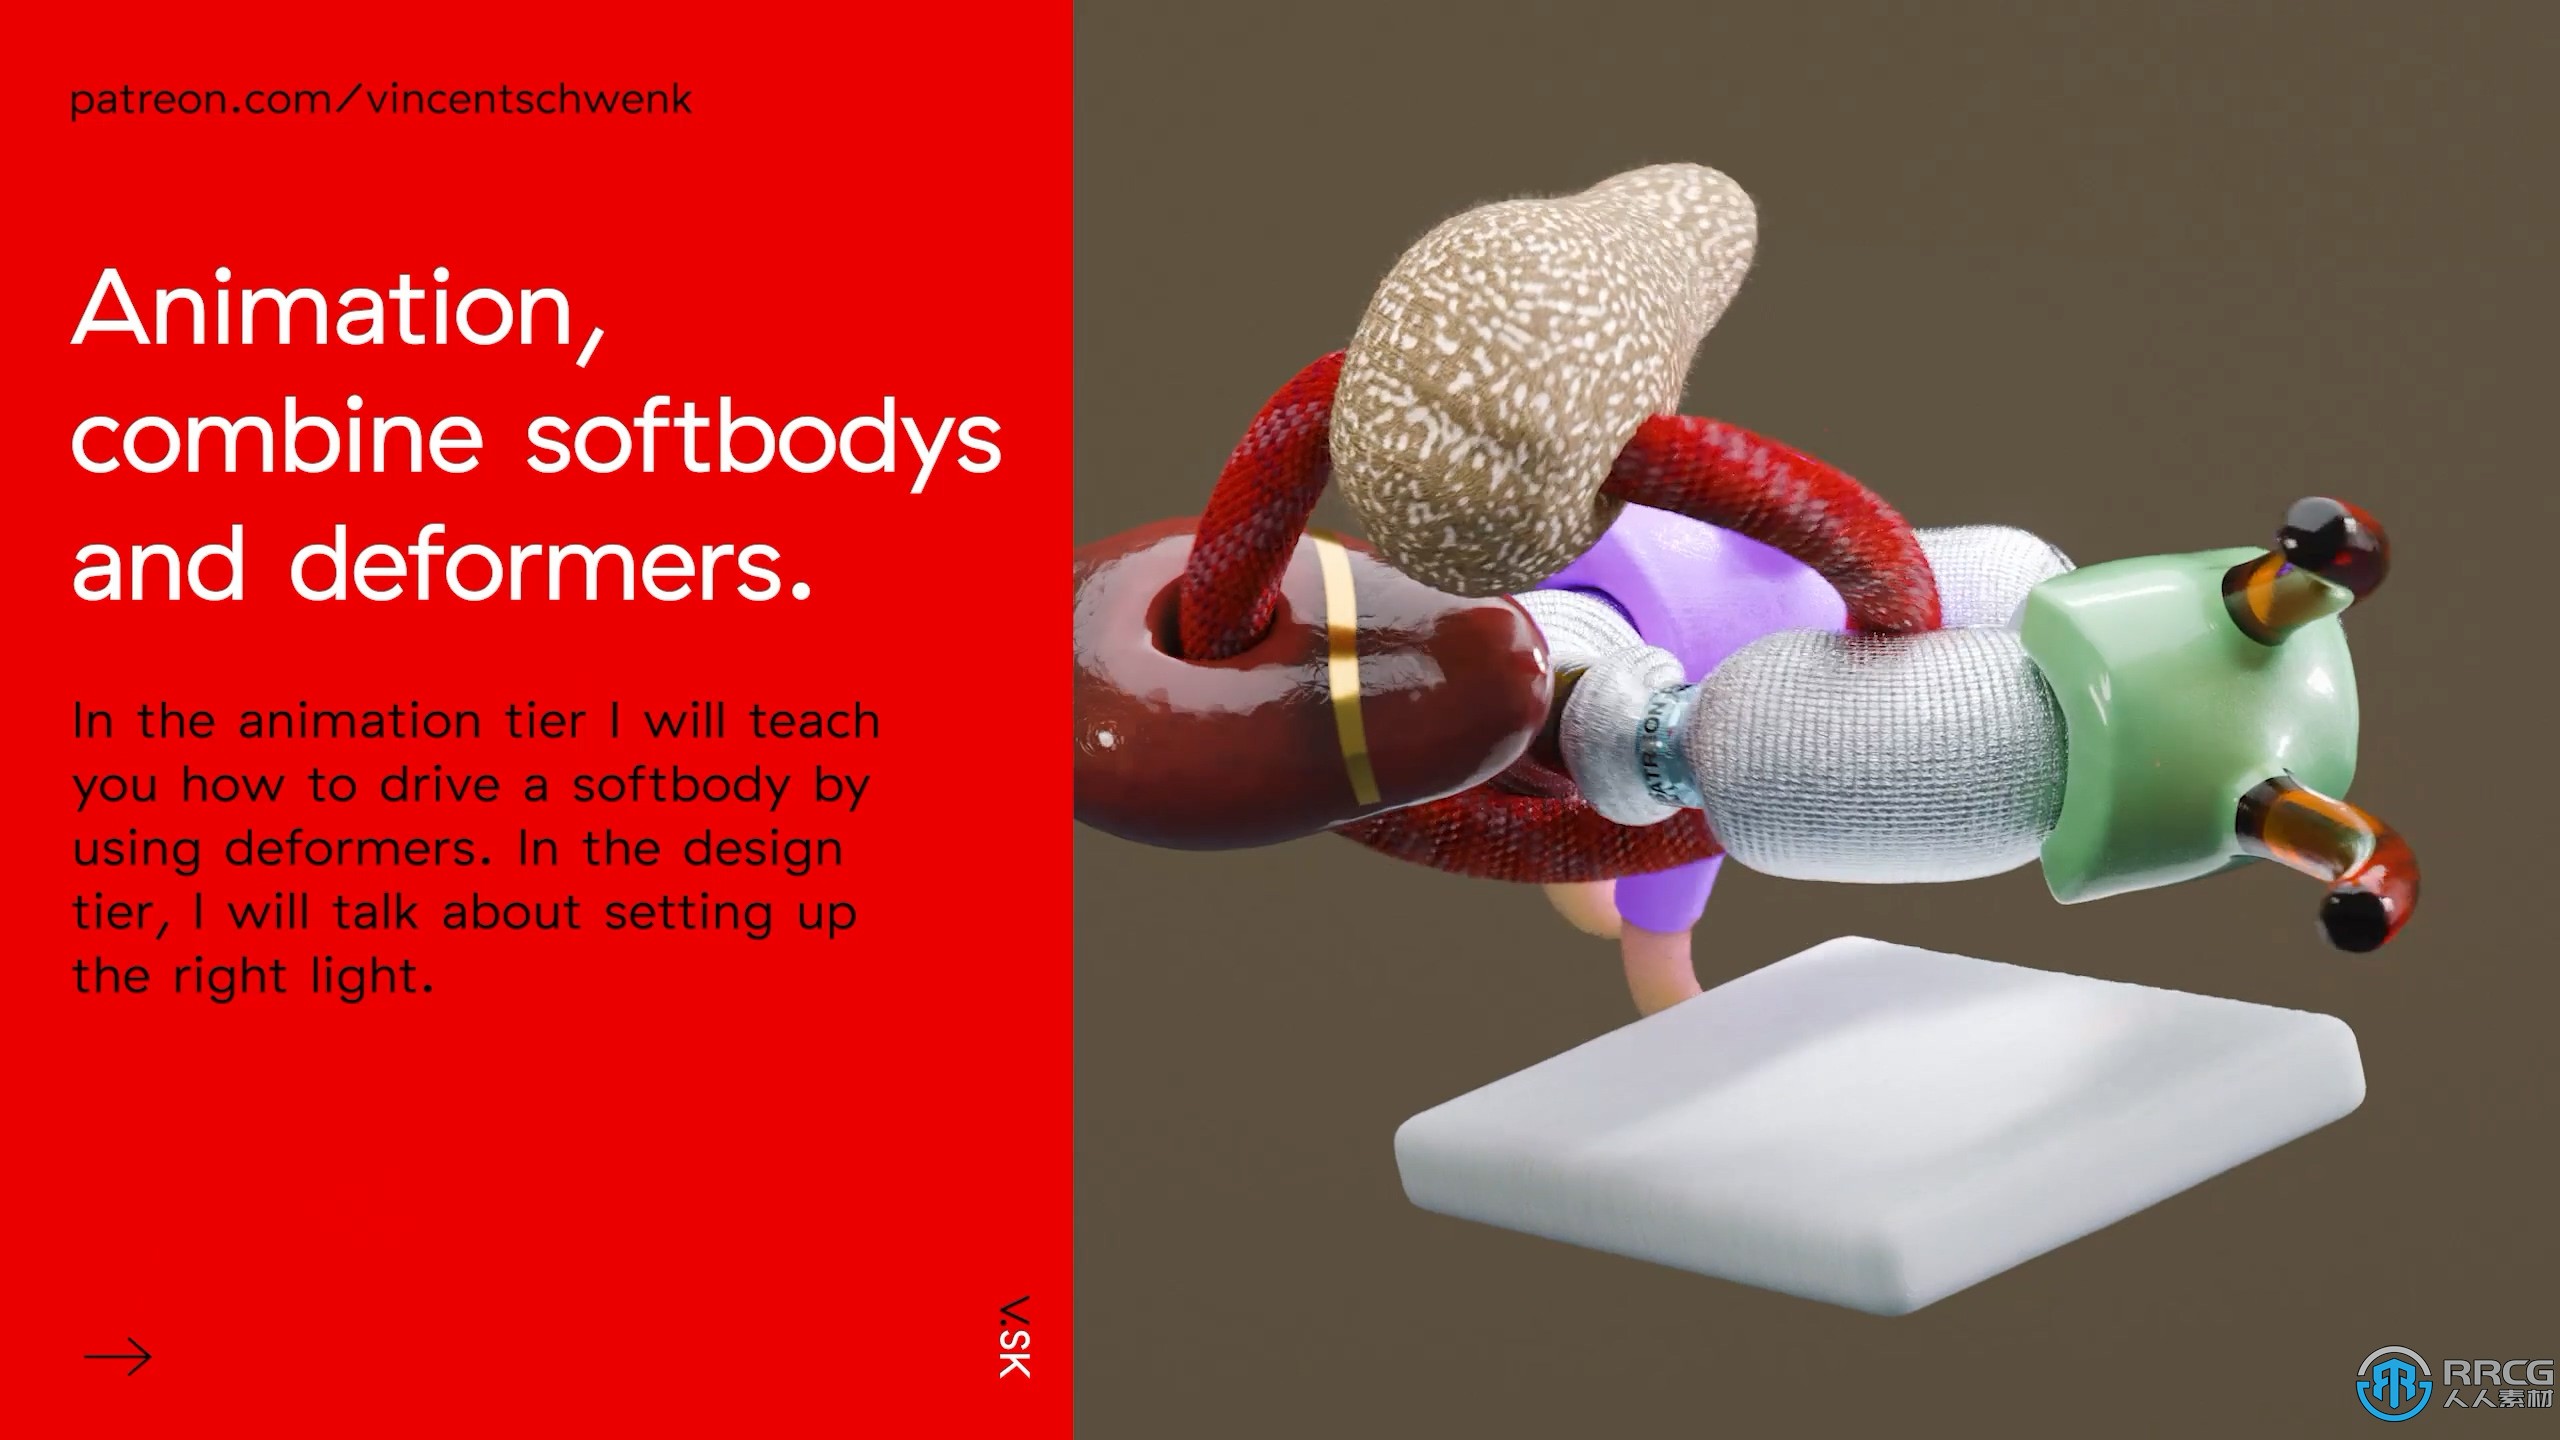 patreon.com/vincentschwenk
Animation,
combine softbodys
and deformers.
In the animation tier I will teach
you how to drive a softbody by
using deformers. In the design
tier, I will talk about setting up
the right light.
V.SK
PATREON
RRCG
人人素材